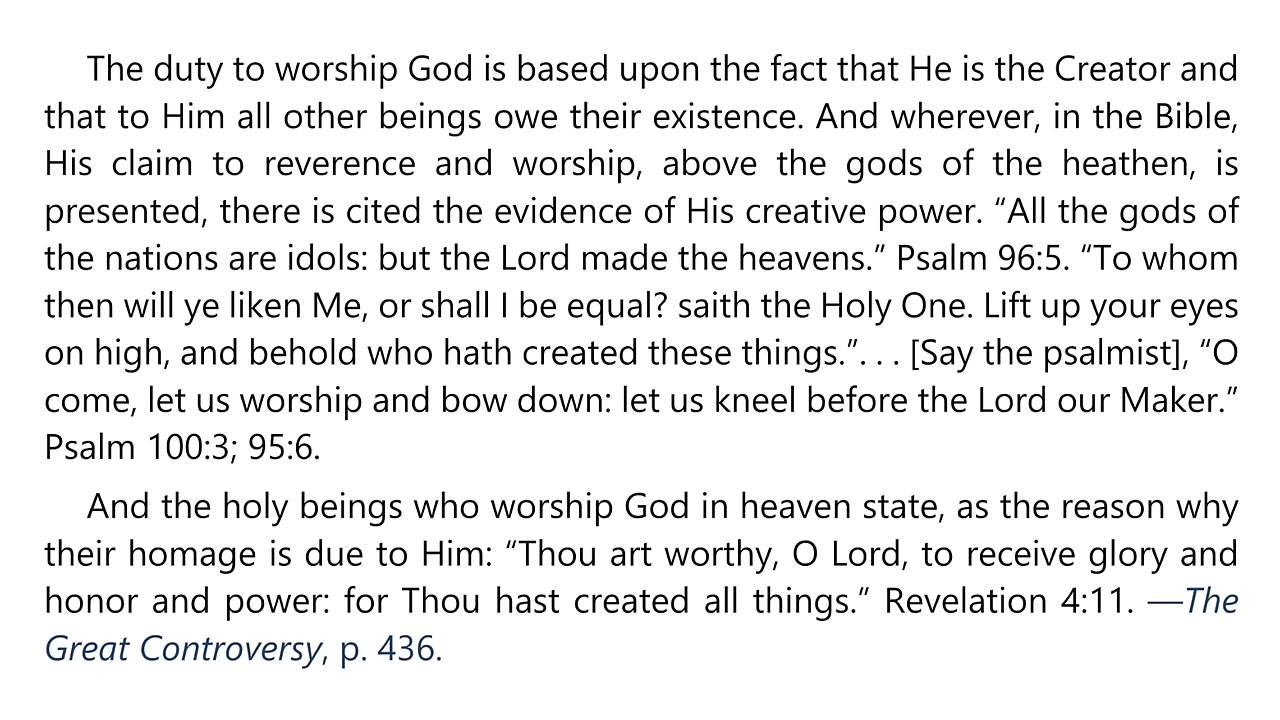 The duty to worship God is based upon the fact that He is the Creator and
that to Him all other beings owe their existence. And wherever, in the Bible,
His claim to reverence and worship, above the gods of the heathen, is
presented, there is cited the evidence of His creative power. “All the gods of
the nations are idols: but the Lord made the heavens.” Psalm 96:5. “To whom
then will ye liken Me, or shall I be equal? saith the Holy One. Lift up your eyes
on high, and behold who hath created these things.”. . . [Say the psalmist], “O
come, let us worship and bow down: let us kneel before the Lord our Maker.”
Psalm 100:3; 95:6.
And the holy beings who worship God in heaven state, as the reason why
their homage is due to Him: “Thou art worthy, O Lord, to receive glory and
honor and power: for Thou hast created all things.” Revelation 4:11. —The
Great Controversy, p. 436.